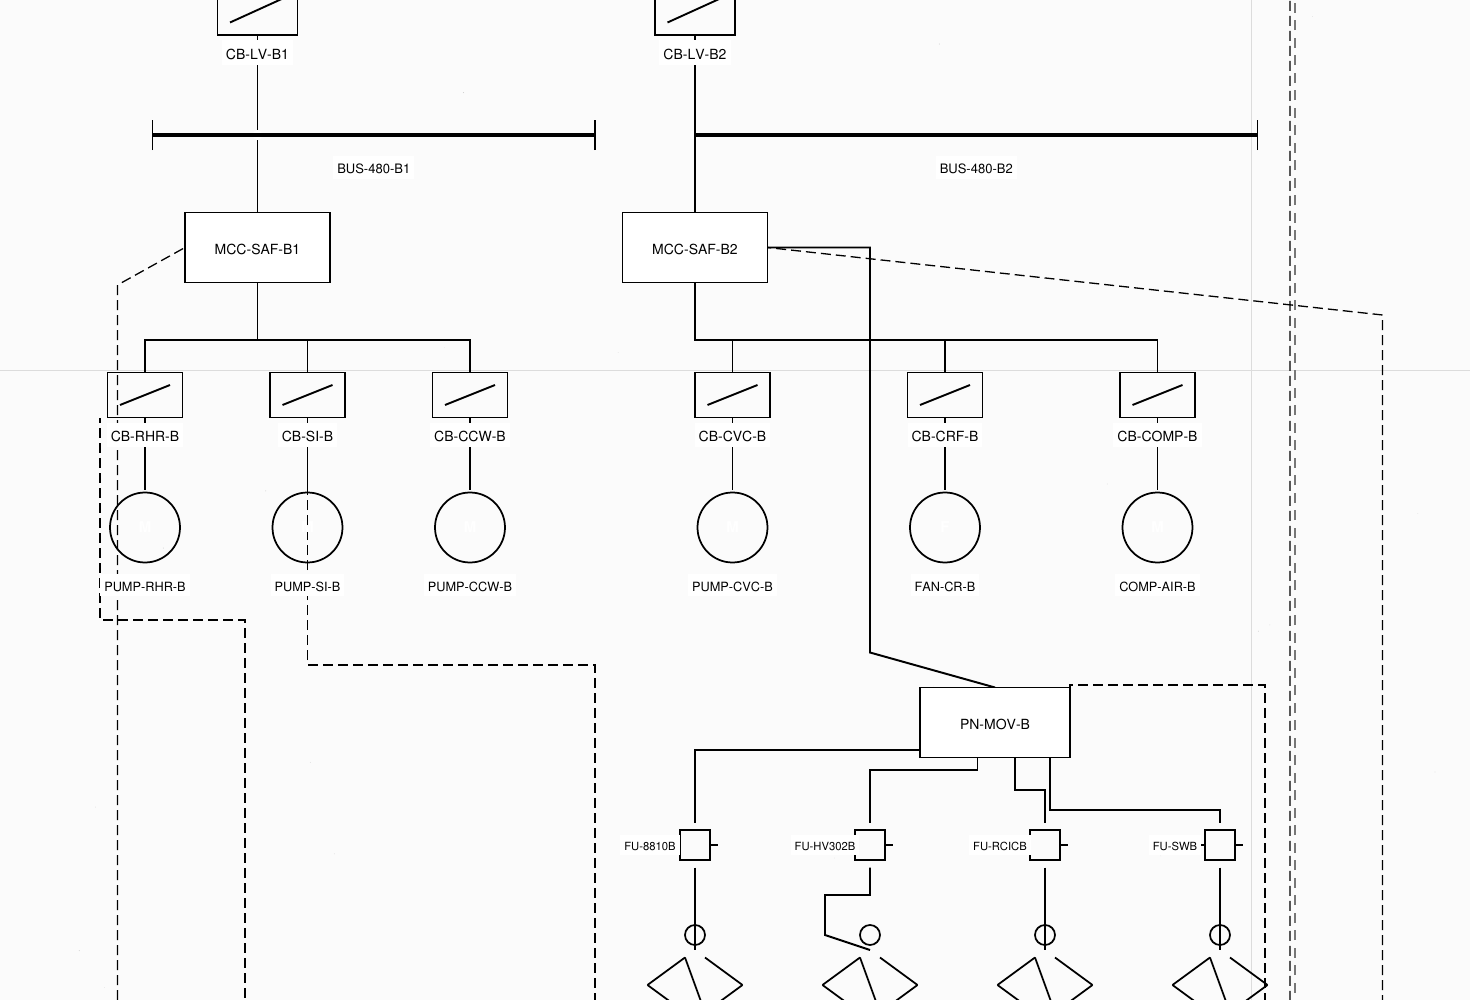 CB-LV-B1
CB-LV-B2
BUS-480-B1
BUS-480-B2
MCC-SAF-B1
MCC-SAF-B2
CB-RHR-B
CB-SI-B
CB-CCW-B
CB-CVC-B
CB-CRF-B
CB-COMP-B
PUMP-RHR-B
PUMP-SI-B
PUMP-CCW-B
PUMP-CVC-B
FAN-CR-B
COMP-AIR-B
PN-MOV-B
FU-8810B
FU-HV302B
FU-RCICB
FU-SWB